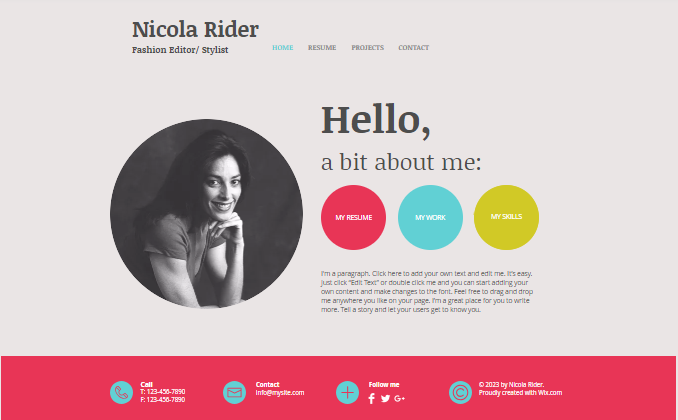 Nicola Rider
Fashion Editor/ Stylist
HOME RESUME PROJECTS CONTACT
Hello,
a bit about me:
MY RESUME MY WORK MY SKILLS
I'm a paragraph. Click here to add your own text and edit me. It's easy.
Just click "Edit Text" or double click me and you can start adding your
own content and make changes to the font. Feel free to drag and drop
me anywhere you like on your page. I'm a great place for you to write
more. Tell a story and let your users get to know you.
Call
T: 123-456-7890
F: 123-456-7890
Contact
info@mysite.com
Follow me
© 2023 by Nicola Rider.
Proudly created with Wix.com